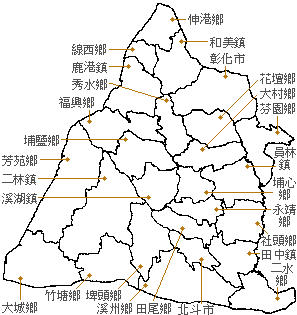 伸港鄉
線西鄉
和美鎮
鹿港鎮
彰化市
秀水鄉
花壇鄉
福興鄉
大村鄉
芬園鄉
埔鹽鄉
員林鎮
芳苑鄉
二林鎮
埔心鄉
溪湖鎮
永靖鄉
社頭鄉
田中鎮
二水鄉
竹塘鄉
埤頭鄉
大城鄉
溪州鄉
田尾鄉
北斗市